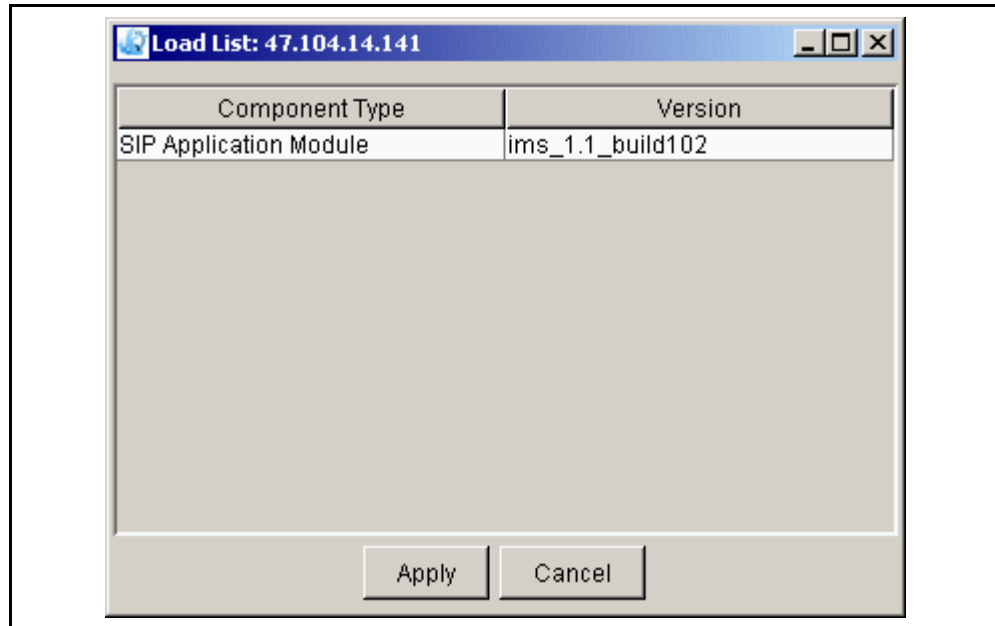 Load List: 47.104.14.141
Component Type Version
SIP Application Module ims_1.1_build102
Apply Cancel